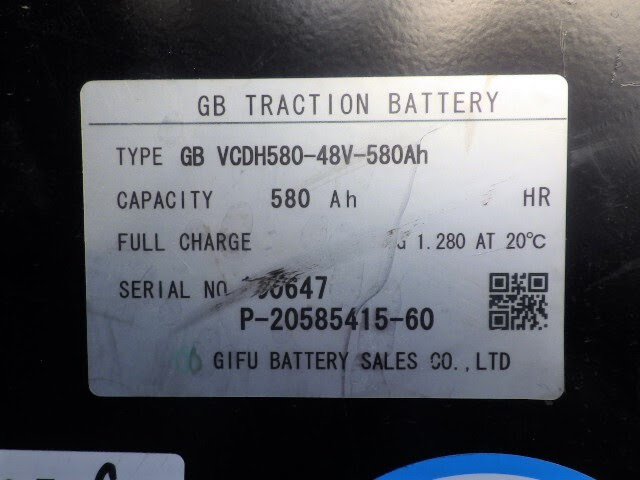 GB TRACTION BATTERY
TYPE GB VCDH580-48V-580Ah
CAPACITY 580 Ah HR
FULL CHARGE 1.280 AT 20℃
SERIAL NO
P-20585415-60
GIFU BATTERY SALES CO.,LTD